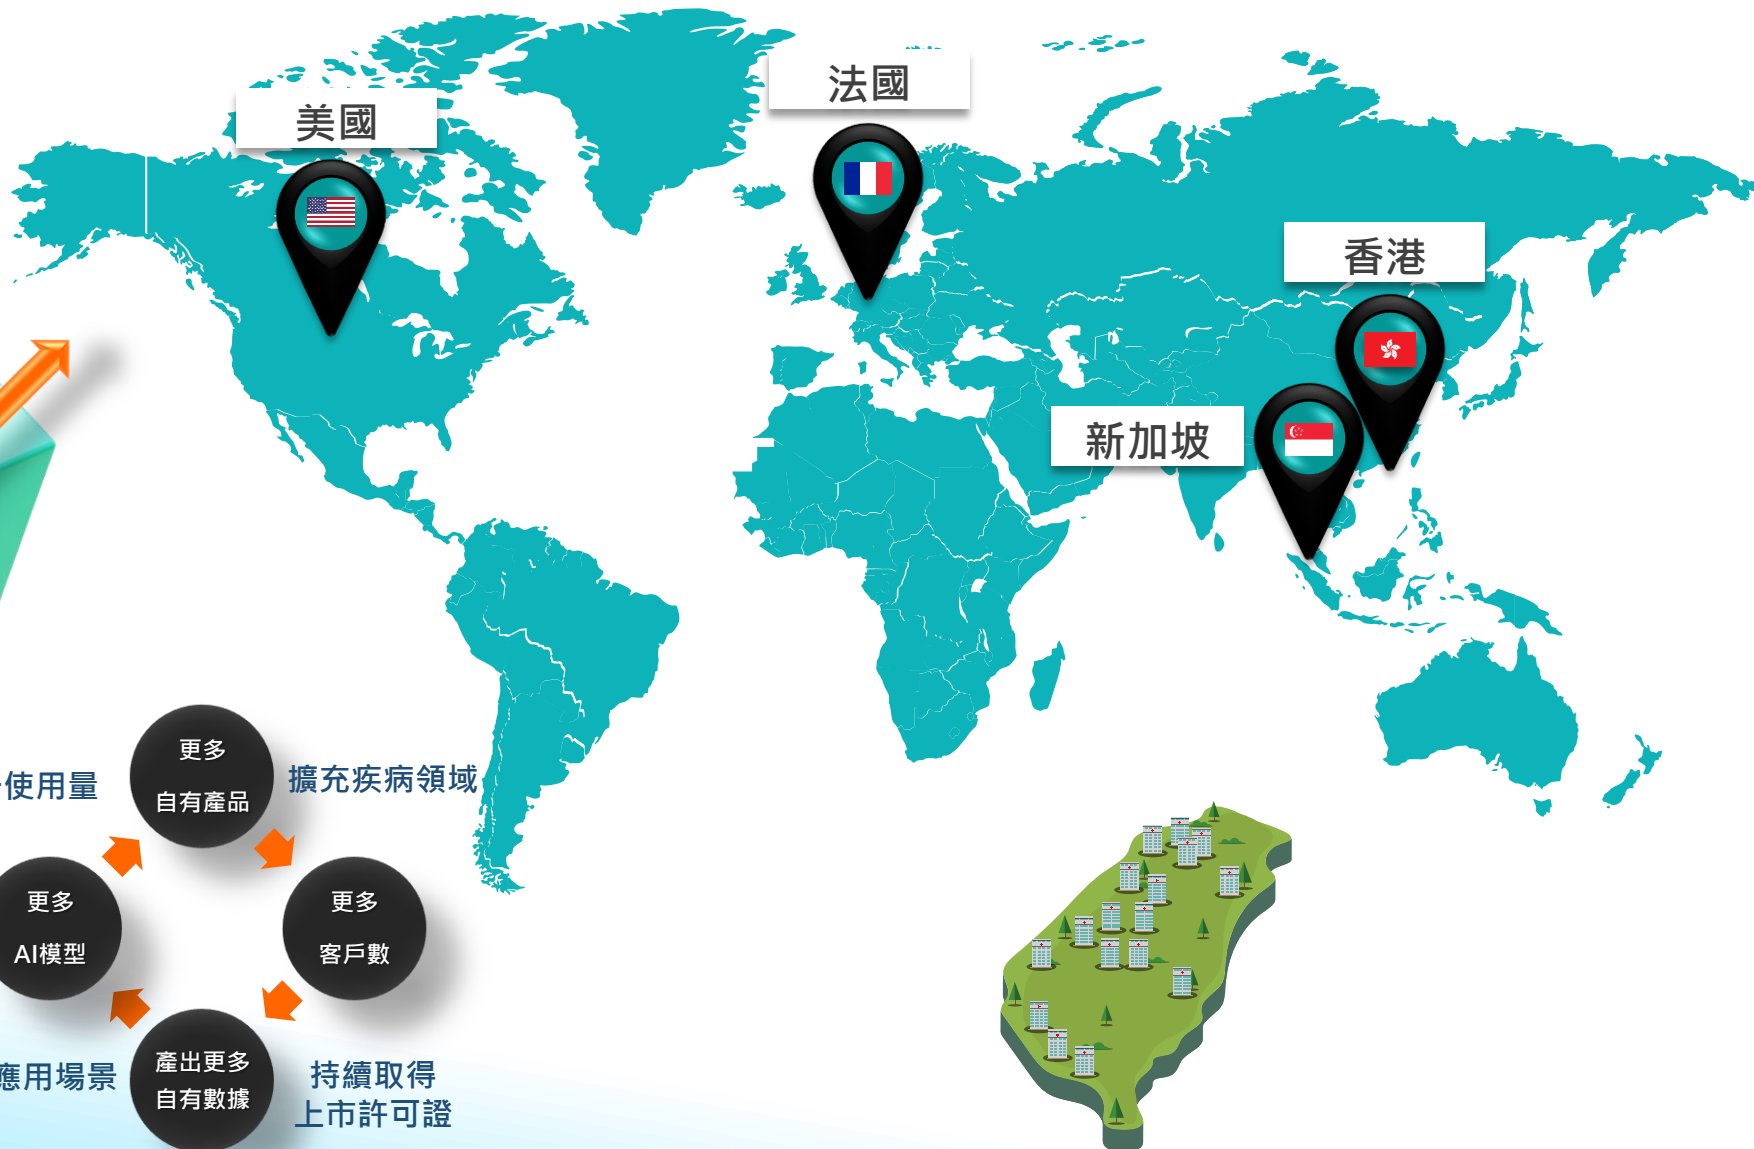 法國
美國
香港
新加坡
更多
自有產品
使用量
擴充疾病領域
更多
AI模型
更多
客戶數
產出更多
自有數據
應用場景
持續取得
上市許可證